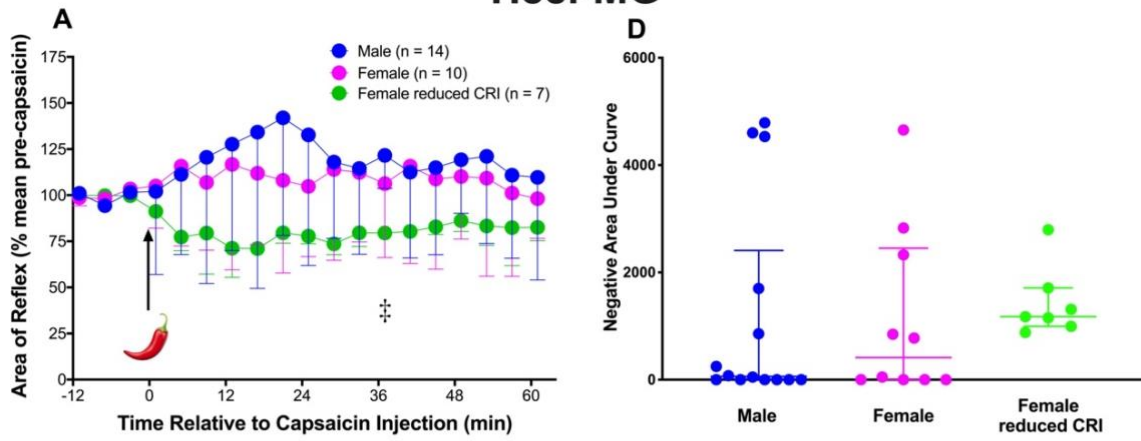 A
Area of Reflex (% mean pre-capsaicin)
175
150
125
100
75
50
25
0
Male (n = 14)
Female (n = 10)
Female reduced CRI (n = 7)
‡
-12
0
12
24
36
48
60
Time Relative to Capsaicin Injection (min)
D
Negative Area Under Curve
6000
4000
2000
0
Male
Female
Female
reduced CRI